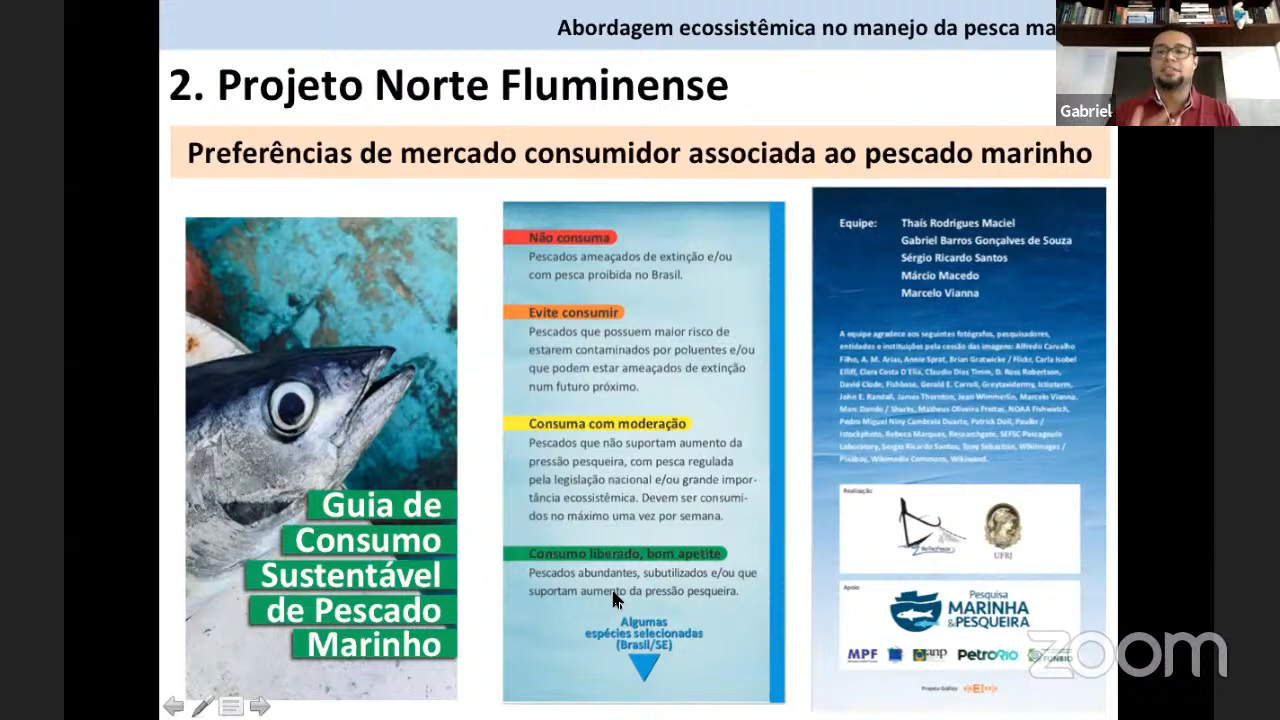 Abordagem ecossistêmica no manejo da pesca ma
2. Projeto Norte Fluminense
Gabriel
Preferências de mercado consumidor associada ao pescado marinho
Guia de
Consumo
Sustentável
de Pescado
Marinho
Não consuma
Pescados ameaçados de extinção e/ou
com pesca proibida no Brasil.
Evite consumir
Pescados que possuem maior risco de
estarem contaminados por poluentes e/ou
que podem estar ameaçados de extinção
num futuro próximo.
Consuma com moderação
Pescados que não suportam aumento da
pressão pesqueira, com pesca regulada
pela legislação nacional e/ou grande impor-
tância ecossistêmica. Devem ser consumi-
dos no máximo uma vez por semana.
Consumo liberado, bom apetite
Pescados abundantes, subutilizados e/ou que
suportam aumento da pressão pesqueira.
Algumas
espécies selecionadas
(Brasil/SE)
Equipe: Thaís Rodrigues Maciel
Gabriel Barros Gonçalves de Souza
Sérgio Ricardo Santos
Márcio Macedo
Marcelo Vianna
A equipe agradece aos seguintes fotógrafos, pesquisadores,
entidades e instituições pela cessão das imagens: Alfredo Carvalho
Filho, A. M. Arias, Annie Sprat, Brian Gratwicke / Flickr, Carla Isobel
Elliff, Clara Costa D'Elia, Claudio Dias Timm, D. Ross Robertson,
David Clode, Fishbase, Gerald E. Carroll, Greytaxidermy, Ictioterm,
John E. Randall, James Thornton, Jean Wimmerlin, Marcelo Vianna,
Marc Dando / Sharks, Matheus Oliveira Freitas, NOAA Fishwatch,
Pedro Miguel Niny Cambraia Duarte, Patrick Doll,
Istockphoto, Rebeca Marques, Researchgate, SEFSC Pascagoula
Laboratory, Sergio Ricardo Santos, Tony Sebastian, Wikimages /
Pixabay, Wikimedia Commons, Wikiwand.
Realização
BioTecPesca
UFRJ
Apoio
Pesquisa
MARINHA
&PESQUEIRA
MPF
anp
PetroRio
FUNBIO
Projeto Gráfico
zoom